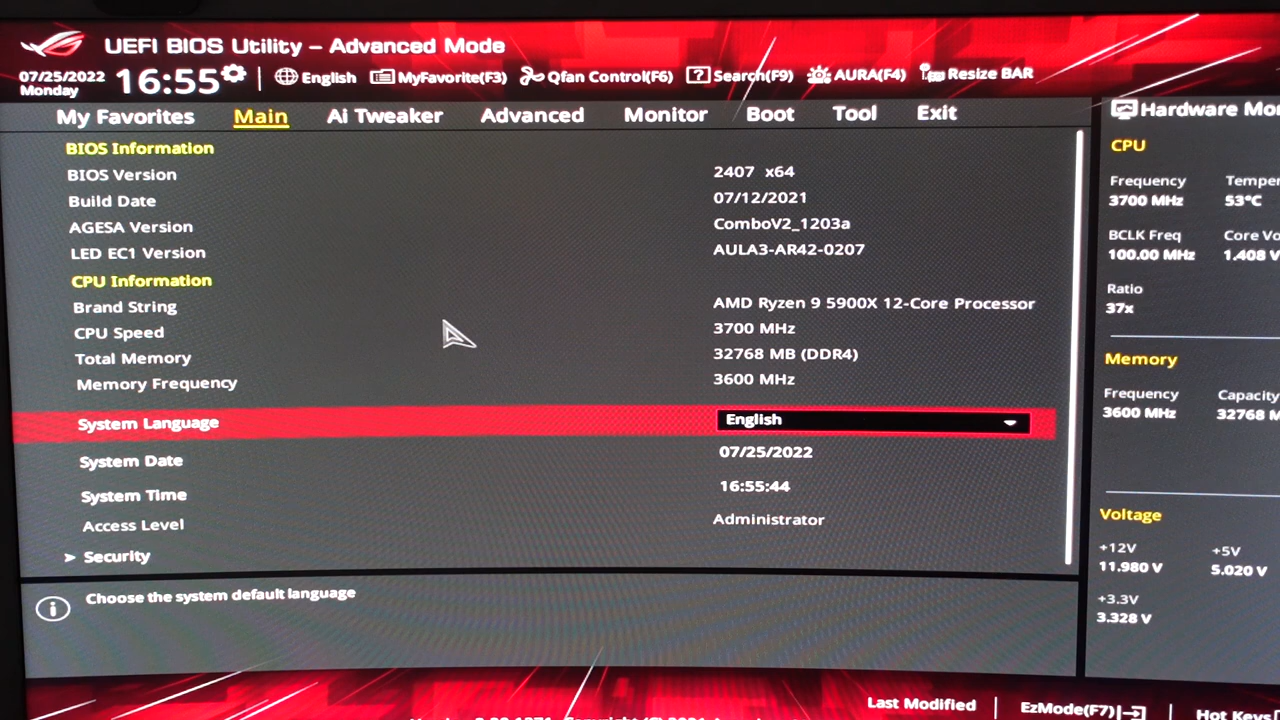 UEFI BIOS Utility – Advanced Mode
07/25/2022
Monday
16:55
English
MyFavorite(F3)
Qfan Control(F6)
Search(F9)
AURA(F4)
Resize BAR
My Favorites
Main
Ai Tweaker
Advanced
Monitor
Boot
Tool
Exit
BIOS Information
BIOS Version 2407 x64
Build Date 07/12/2021
AGESA Version ComboV2_1203a
LED EC1 Version AULA3-AR42-0207
CPU Information
Brand String AMD Ryzen 9 5900X 12-Core Processor
CPU Speed 3700 MHz
Total Memory 32768 MB (DDR4)
Memory Frequency 3600 MHz
System Language English
System Date 07/25/2022
System Time 16:55:44
Access Level Administrator
> Security
Choose the system default language
Hardware Mo
CPU
Frequency Temper
3700 MHz 53°C
BCLK Freq Core Vo
100.00 MHz 1.408 V
Ratio
37x
Memory
Frequency Capacity
3600 MHz 32768 M
Voltage
+12V +5V
11.980 V 5.020 V
+3.3V
3.328 V
Last Modified
EzMode(F7)
Hot Keys